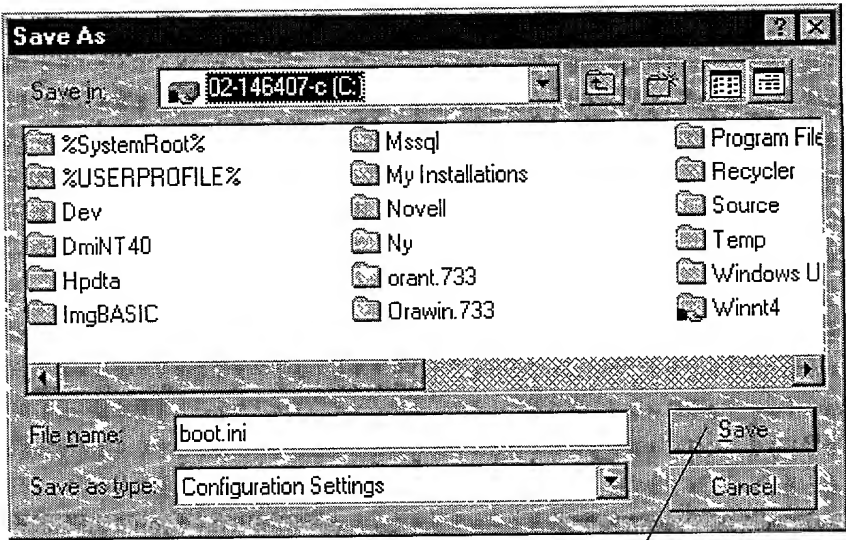 Save As
Save in: 02-146407-c (C:
%SystemRoot% Mssql Program File
%USERPROFILE% My Installations Recycler
Dev Novell Source
DmiNT40 Ny Temp
Hpdta orant.733 Windows U
ImgBASIC Orawin.733 Winnt4
File name: boot.ini Save
Save as type: Configuration Settings Cancel